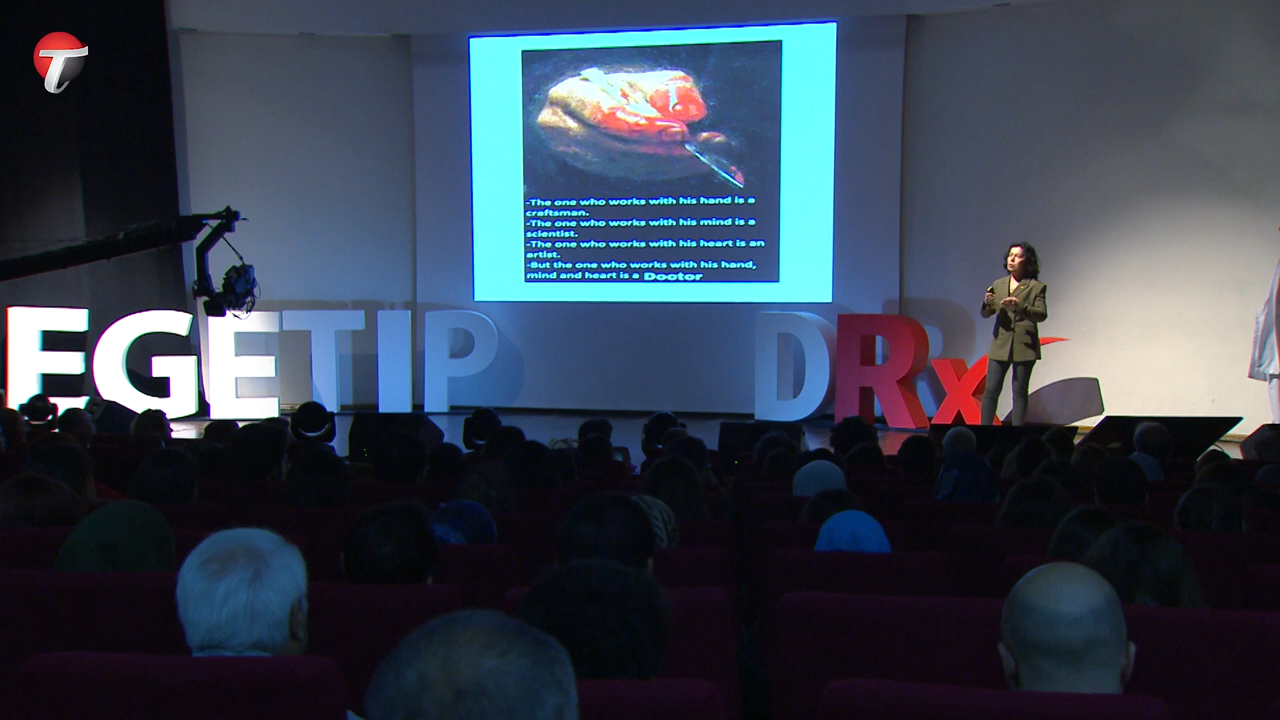 T
-The one who works with his hand is a
craftsman.
-The one who works with his mind is a
scientist.
-The one who works with his heart is an
artist.
-But the one who works with his hand,
mind and heart is a Doctor
EGETIP DRx